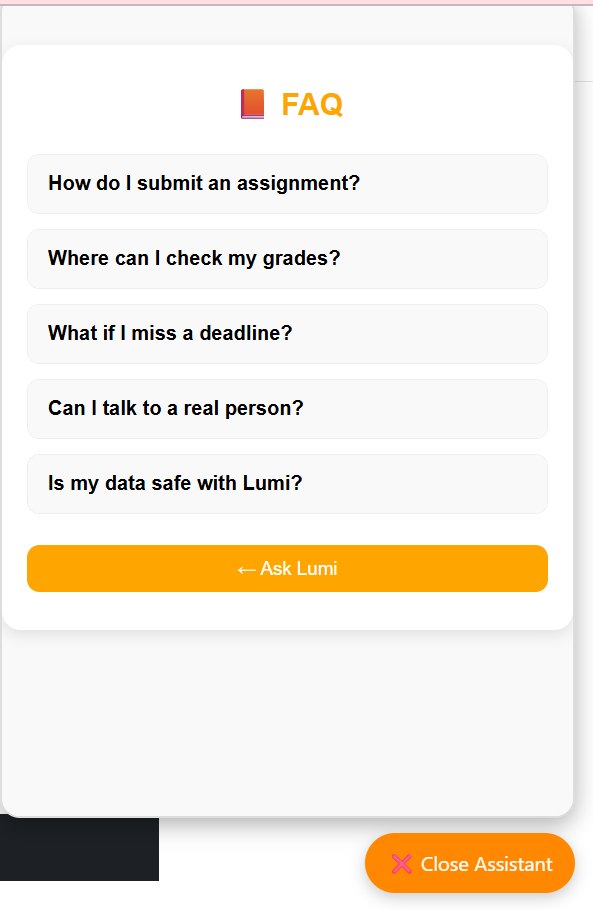 📕 FAQ
How do I submit an assignment?
Where can I check my grades?
What if I miss a deadline?
Can I talk to a real person?
Is my data safe with Lumi?
← Ask Lumi
❌ Close Assistant